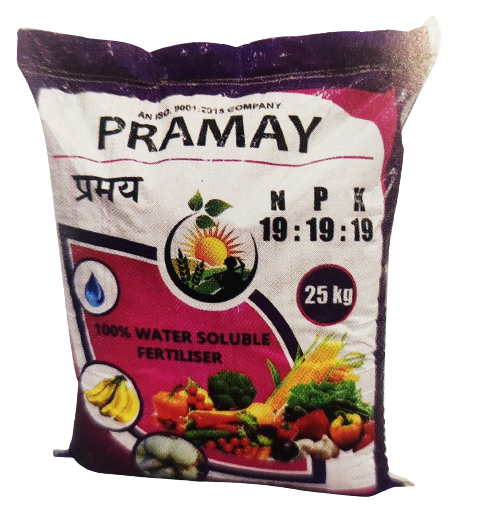 AN ISO. 9001:2015 COMPANY
PRAMAY
प्रमय
N P K
19 : 19 : 19
25 kg
100% WATER SOLUBLE
FERTILISER